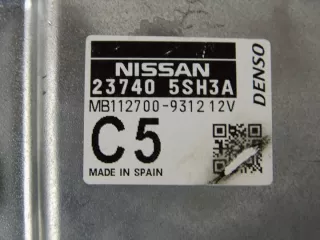 NISSAN
23740 5SH3A
MB112700-9312 12V
DENSO
C5
MADE IN SPAIN